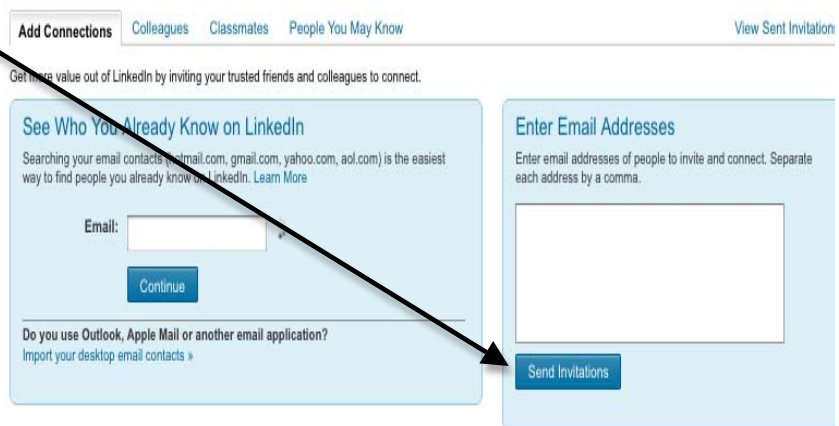 Add Connections Colleagues Classmates People You May Know View Sent Invitations
Get more value out of LinkedIn by inviting your trusted friends and colleagues to connect.
See Who You Already Know on LinkedIn
Searching your email contacts (hotmail.com, gmail.com, yahoo.com, aol.com) is the easiest
way to find people you already know on LinkedIn. Learn More
Email:
Continue
Do you use Outlook, Apple Mail or another email application?
Import your desktop email contacts »
Enter Email Addresses
Enter email addresses of people to invite and connect. Separate
each address by a comma.
Send Invitations